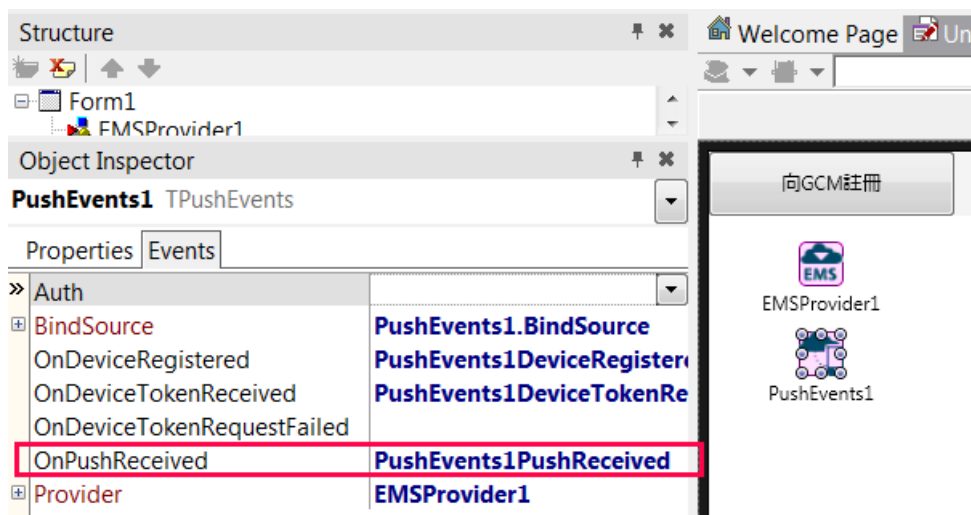 Structure
Form1
EMSProvider1
Object Inspector
PushEvents1 TPushEvents
Properties Events
Auth
BindSource PushEvents1.BindSource
OnDeviceRegistered PushEvents1DeviceRegistere
OnDeviceTokenReceived PushEvents1DeviceTokenRe
OnDeviceTokenRequestFailed
OnPushReceived PushEvents1PushReceived
Provider EMSProvider1
Welcome Page Un
向GCM註冊
EMS
EMSProvider1
PushEvents1